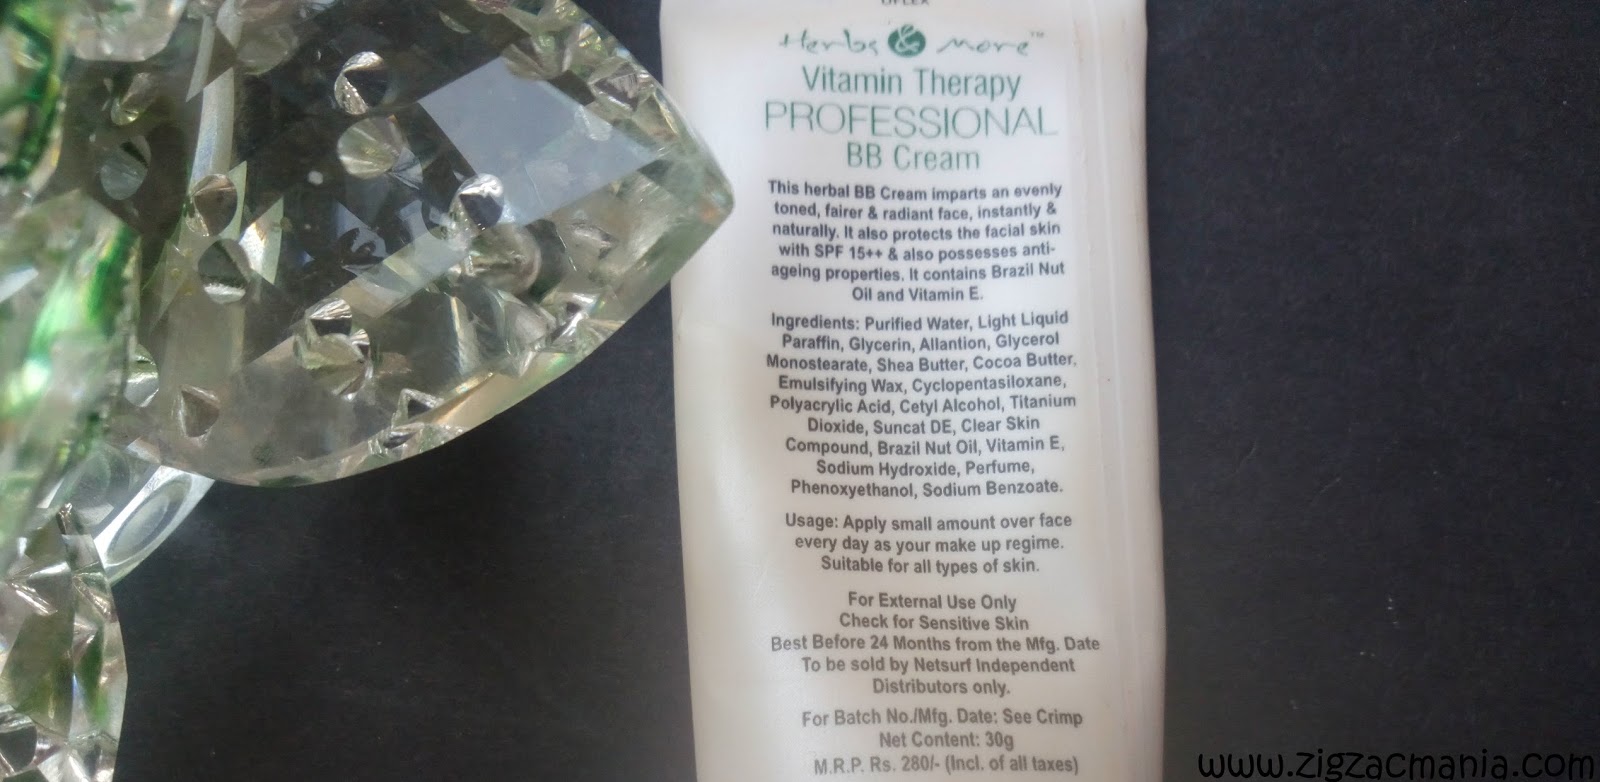 UFLEX
Herbs & More™
Vitamin Therapy
PROFESSIONAL
BB Cream
This herbal BB Cream imparts an evenly
toned, fairer & radiant face, instantly &
naturally. It also protects the facial skin
with SPF 15++ & also possesses anti-
ageing properties. It contains Brazil Nut
Oil and Vitamin E.
Ingredients: Purified Water, Light Liquid
Paraffin, Glycerin, Allantion, Glycerol
Monostearate, Shea Butter, Cocoa Butter,
Emulsifying Wax, Cyclopentasiloxane,
Polyacrylic Acid, Cetyl Alcohol, Titanium
Dioxide, Suncat DE, Clear Skin
Compound, Brazil Nut Oil, Vitamin E,
Sodium Hydroxide, Perfume,
Phenoxyethanol, Sodium Benzoate.
Usage: Apply small amount over face
every day as your make up regime.
Suitable for all types of skin.
For External Use Only
Check for Sensitive Skin
Best Before 24 Months from the Mfg. Date
To be sold by Netsurf Independent
Distributors only.
For Batch No./Mfg. Date: See Crimp
Net Content: 30g
M.R.P. Rs. 280/- (Incl. of all taxes)
www.zigzacmania.com